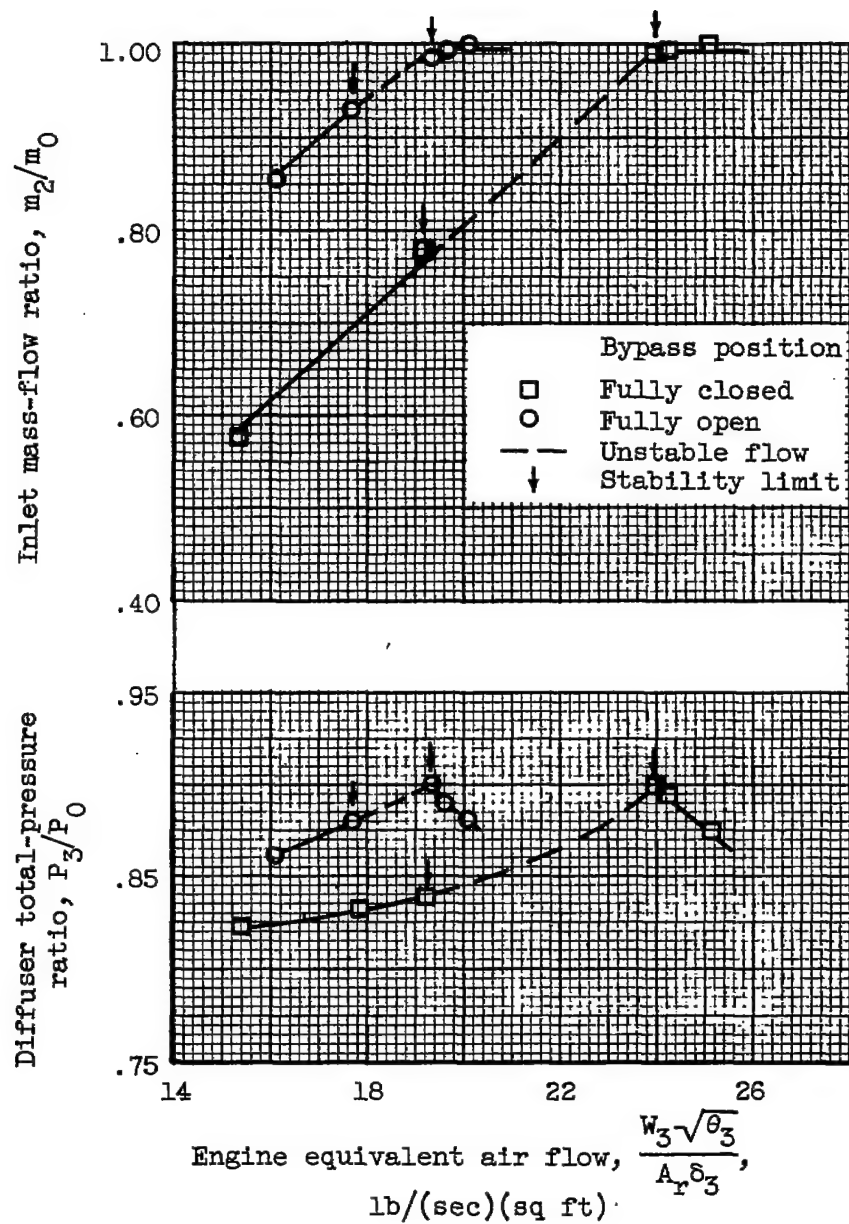 1.00
.80
.60
.40
Inlet mass-flow ratio, m2/m0
Bypass position
Fully closed
Fully open
Unstable flow
Stability limit
.95
.85
.75
Diffuser total-pressure
ratio, P3/P0
14 18 22 26
Engine equivalent air flow, W3√θ3/Arδ3,
lb/(sec)(sq ft)